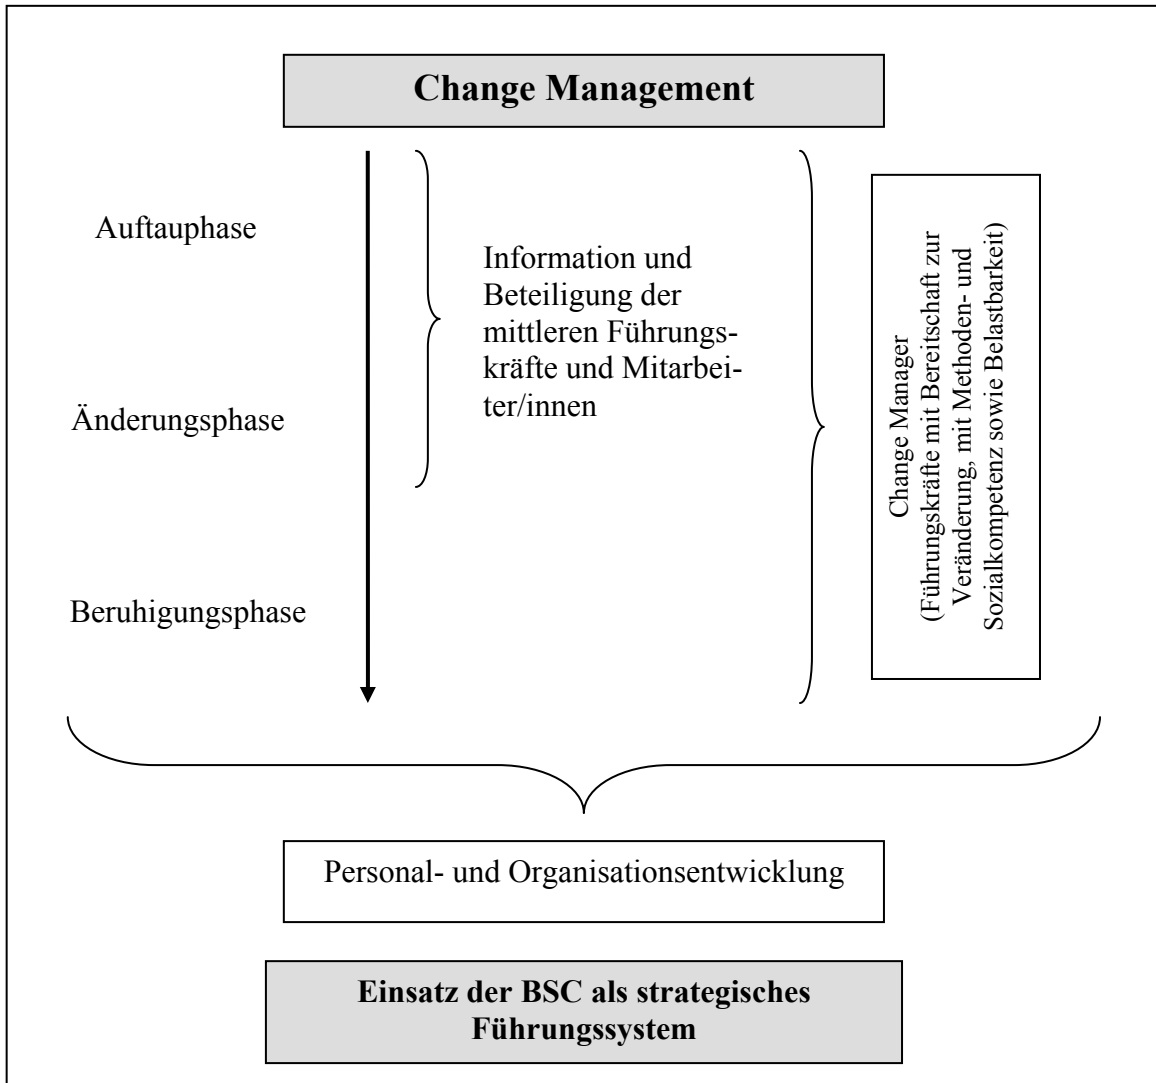 Change Management
Auftauphase
Änderungsphase
Beruhigungsphase
Information und
Beteiligung der
mittleren Führungs-
kräfte und Mitarbei-
ter/innen
Change Manager
(Führungskräfte mit Bereitschaft zur
Veränderung, mit Methoden- und
Sozialkompetenz sowie Belastbarkeit)
Personal- und Organisationsentwicklung
Einsatz der BSC als strategisches
Führungssystem